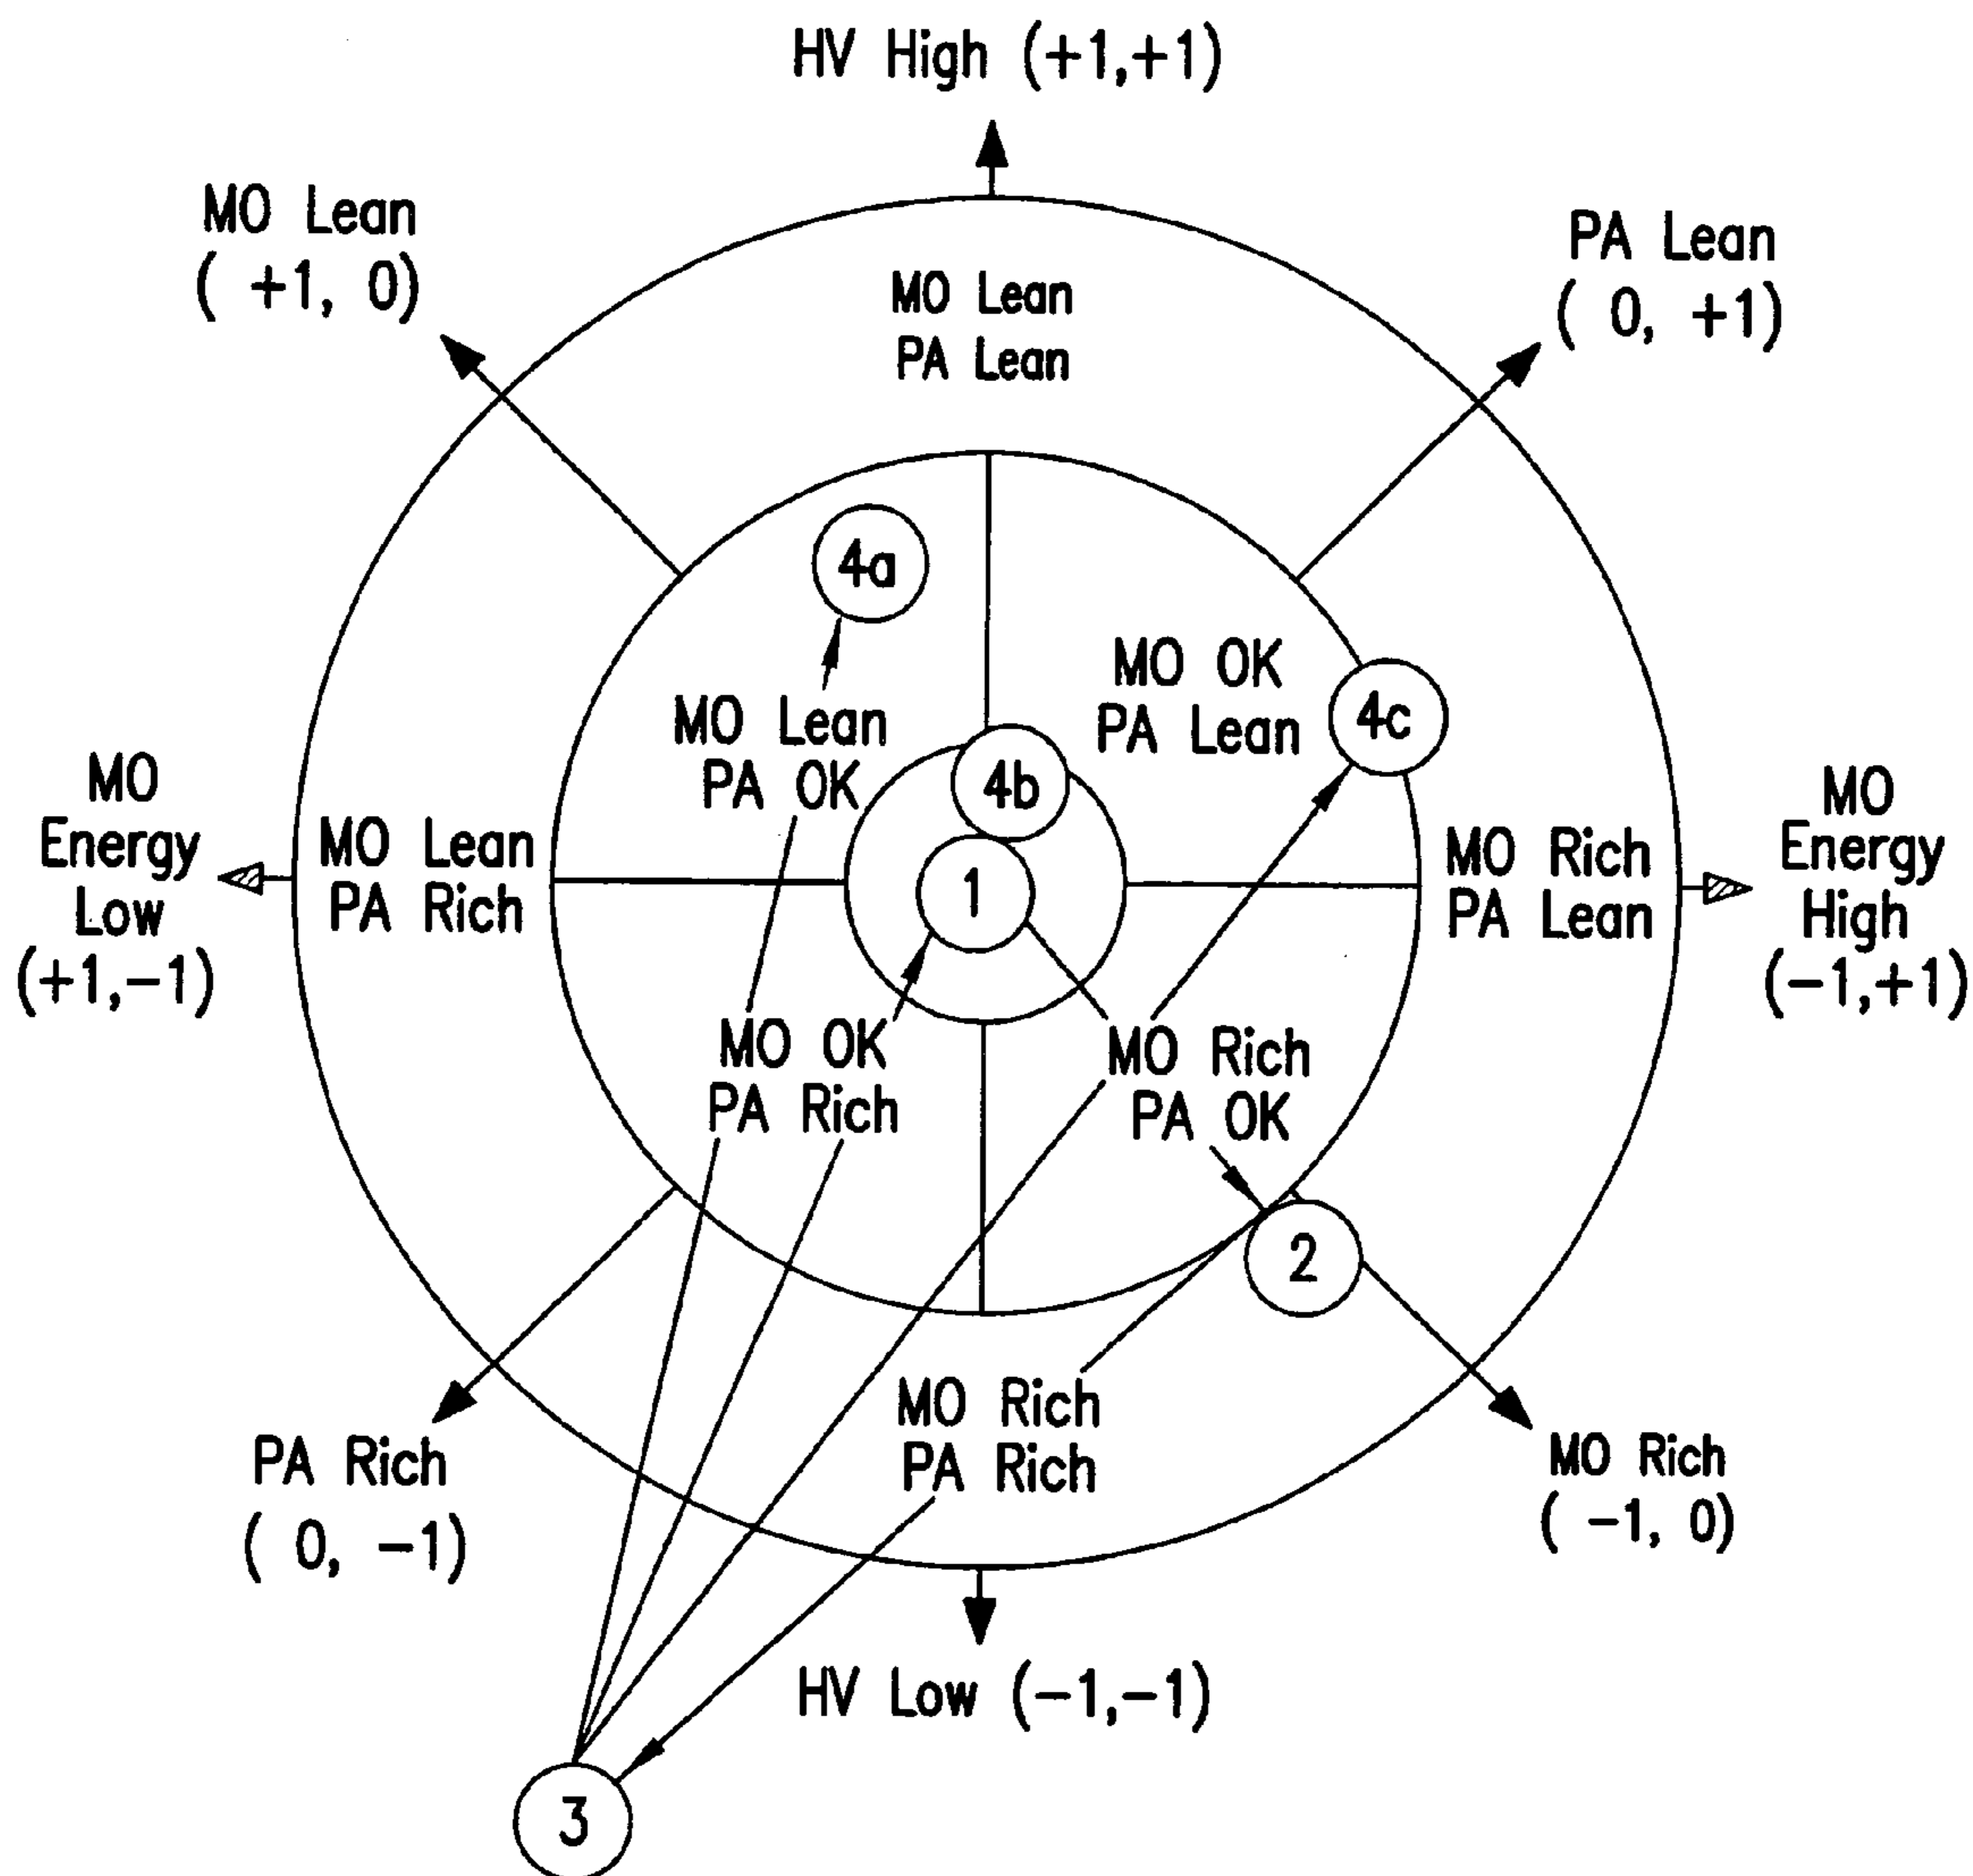 HV High (+1,+1)
MO Lean
( +1, 0)
PA Lean
( 0, +1)
MO Lean
PA Lean
4a
MO OK
PA Lean
4c
MO Lean
PA OK
4b
MO
Energy
Low
(+1,-1)
MO Lean
PA Rich
1
MO Rich
PA Lean
MO
Energy
High
(-1,+1)
MO OK
PA Rich
MO Rich
PA OK
2
MO Rich
PA Rich
PA Rich
( 0, -1)
MO Rich
( -1, 0)
HV Low (-1,-1)
3